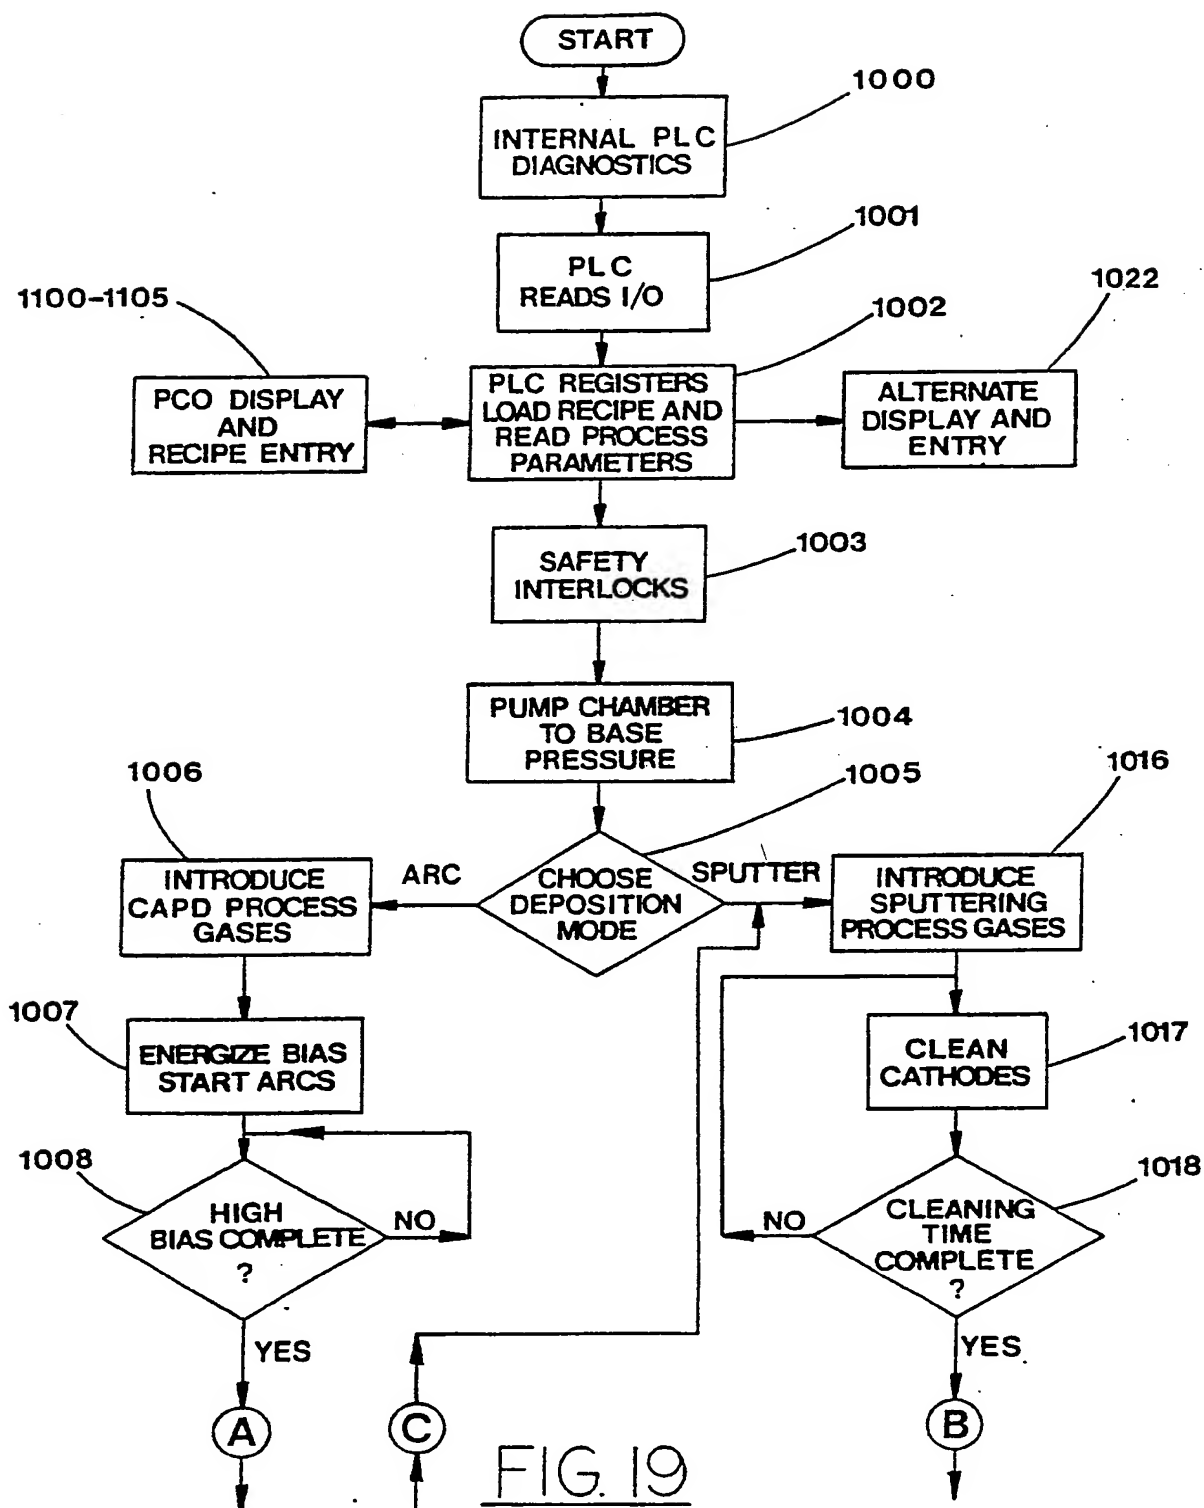 START
1000
INTERNAL PLC
DIAGNOSTICS
1001
PLC
READS I/O
1100-1105
1002
1022
PCO DISPLAY
AND
RECIPE ENTRY
PLC REGISTERS
LOAD RECIPE AND
READ PROCESS
PARAMETERS
ALTERNATE
DISPLAY AND
ENTRY
1003
SAFETY
INTERLOCKS
PUMP CHAMBER
TO BASE
PRESSURE
1004
1005
1006
1016
ARC
CHOOSE
DEPOSITION
MODE
SPUTTER
INTRODUCE
CAPD PROCESS
GASES
INTRODUCE
SPUTTERING
PROCESS GASES
1007
ENERGIZE BIAS
START ARCS
CLEAN
CATHODES
1017
1008
HIGH
BIAS COMPLETE
?
NO
NO
CLEANING
TIME
COMPLETE
?
1018
YES
YES
A
C
B
FIG. 19